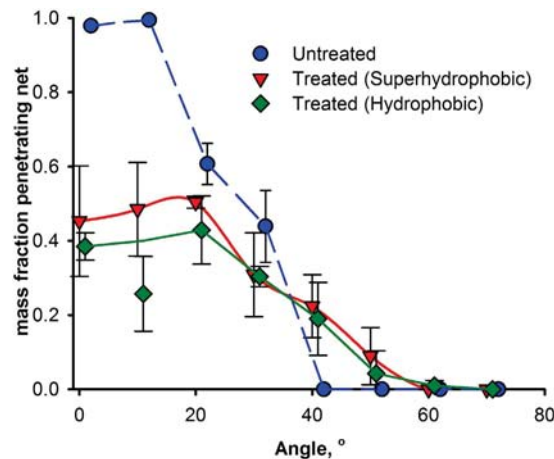 mass fraction penetrating net
1.0
0.8
0.6
0.4
0.2
0.0
Untreated
Treated (Superhydrophobic)
Treated (Hydrophobic)
0 20 40 60 80
Angle, °